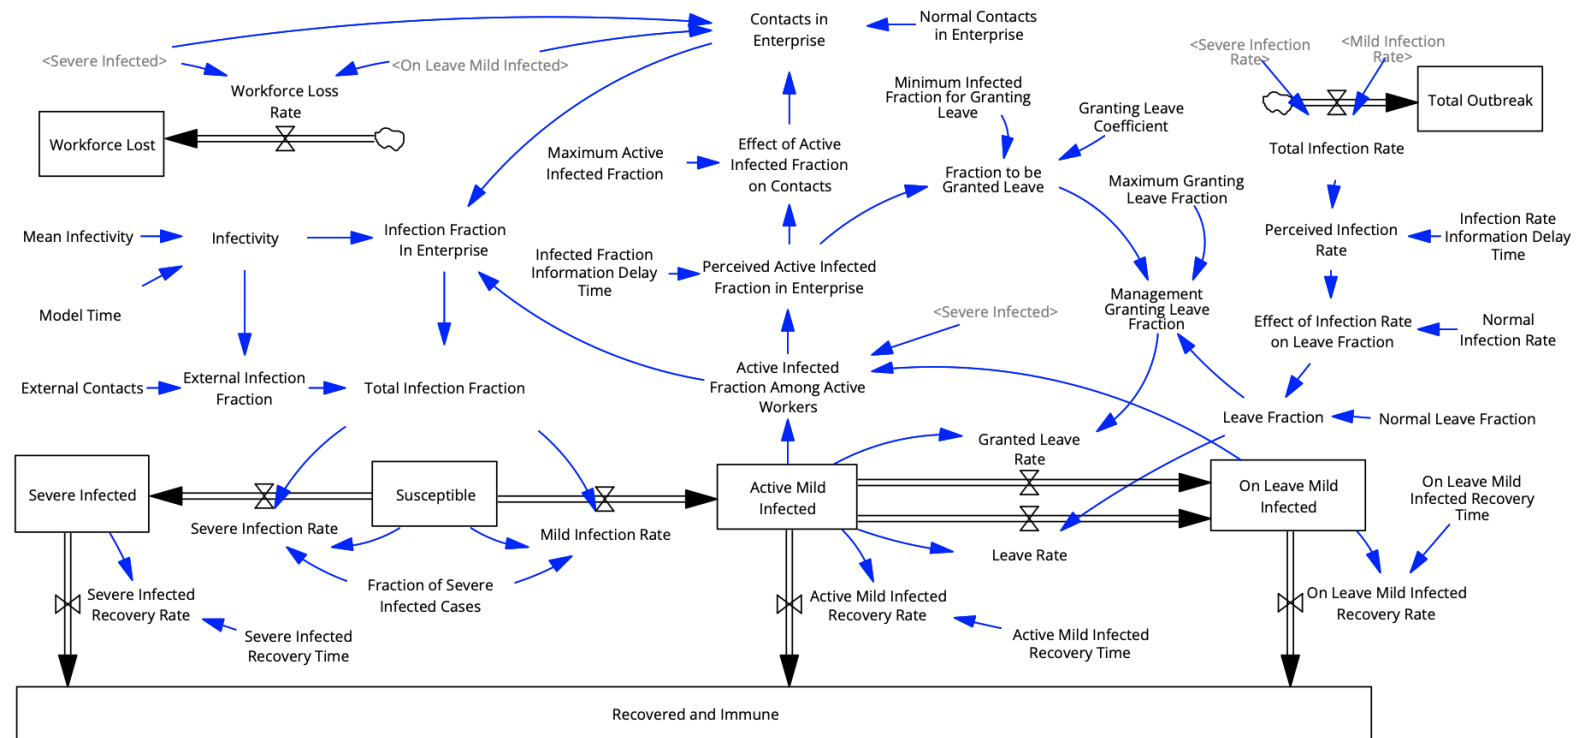 Contacts in
Enterprise
Normal Contacts
in Enterprise
<Severe Infected>
<On Leave Mild Infected>
<Severe Infection
Rate>
<Mild Infection
Rate>
Workforce Loss
Rate
Workforce Lost
Minimum Infected
Fraction for Granting
Leave
Granting Leave
Coefficient
Total Outbreak
Total Infection Rate
Maximum Active
Infected Fraction
Effect of Active
Infected Fraction
on Contacts
Fraction to be
Granted Leave
Maximum Granting
Leave Fraction
Mean Infectivity
Infectivity
Infection Fraction
In Enterprise
Infected Fraction
Information Delay
Time
Perceived Active Infected
Fraction in Enterprise
Perceived Infection
Rate
Infection Rate
Information Delay
Time
Model Time
<Severe Infected>
Management
Granting Leave
Fraction
Effect of Infection Rate
on Leave Fraction
Normal
Infection Rate
External Contacts
External Infection
Fraction
Total Infection Fraction
Active Infected
Fraction Among Active
Workers
Leave Fraction
Normal Leave Fraction
Granted Leave
Rate
Severe Infected
Susceptible
Active Mild
Infected
On Leave Mild
Infected
On Leave Mild
Infected Recovery
Time
Severe Infection Rate
Mild Infection Rate
Leave Rate
Fraction of Severe
Infected Cases
Severe Infected
Recovery Rate
Active Mild Infected
Recovery Rate
On Leave Mild Infected
Recovery Rate
Severe Infected
Recovery Time
Active Mild Infected
Recovery Time
Recovered and Immune